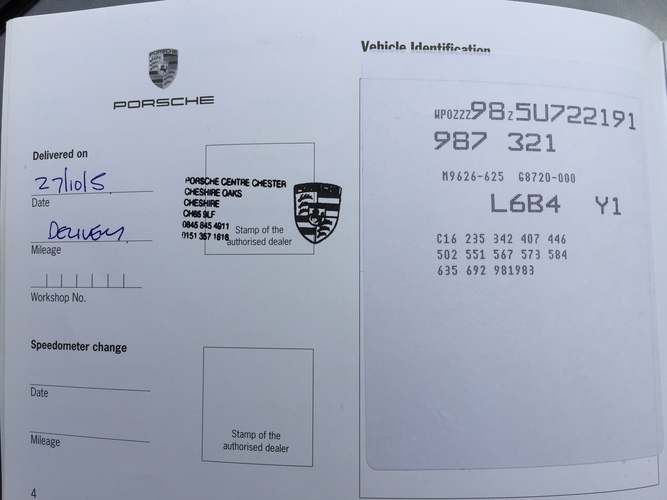 PORSCHE
PORSCHE
Delivered on
27/10/5
Date
DELIVERY
Mileage
Workshop No.
PORSCHE CENTRE CHESTER
CHESHIRE OAKS
CHESHIRE
CH65 9LF
0845 845 4911
0151 357 1616
Stamp of the
authorised dealer
Speedometer change
Date
Mileage
Stamp of the
authorised dealer
4
Vehicle Identification
WP0ZZZ98Z5U722191
987 321
M9626-625 G8720-000
L6B4 Y1
C16 235 342 407 446
502 551 567 573 584
635 692 981983